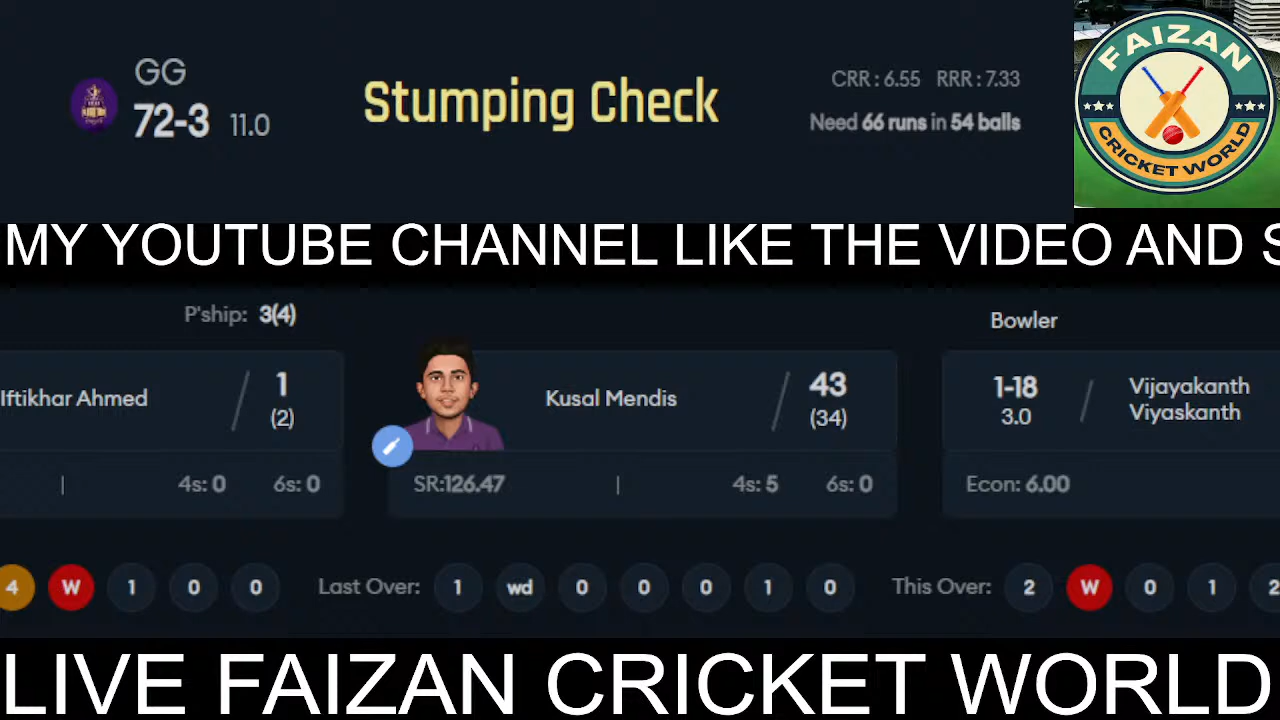 GG
72-3 11.0
Stumping Check
CRR : 6.55 RRR : 7.33
Need 66 runs in 54 balls
FAIZAN
CRICKET WORLD
MY YOUTUBE CHANNEL LIKE THE VIDEO AND S
P'ship: 3(4)
Iftikhar Ahmed / 1
(2)
| 4s: 0 6s: 0
Kusal Mendis / 43
(34)
SR:126.47 | 4s: 5 6s: 0
Bowler
1-18 / Vijayakanth
3.0 Viyaskanth
Econ: 6.00
4 W 1 0 0 Last Over: 1 wd 0 0 0 1 0 This Over: 2 W 0 1 2
LIVE FAIZAN CRICKET WORLD